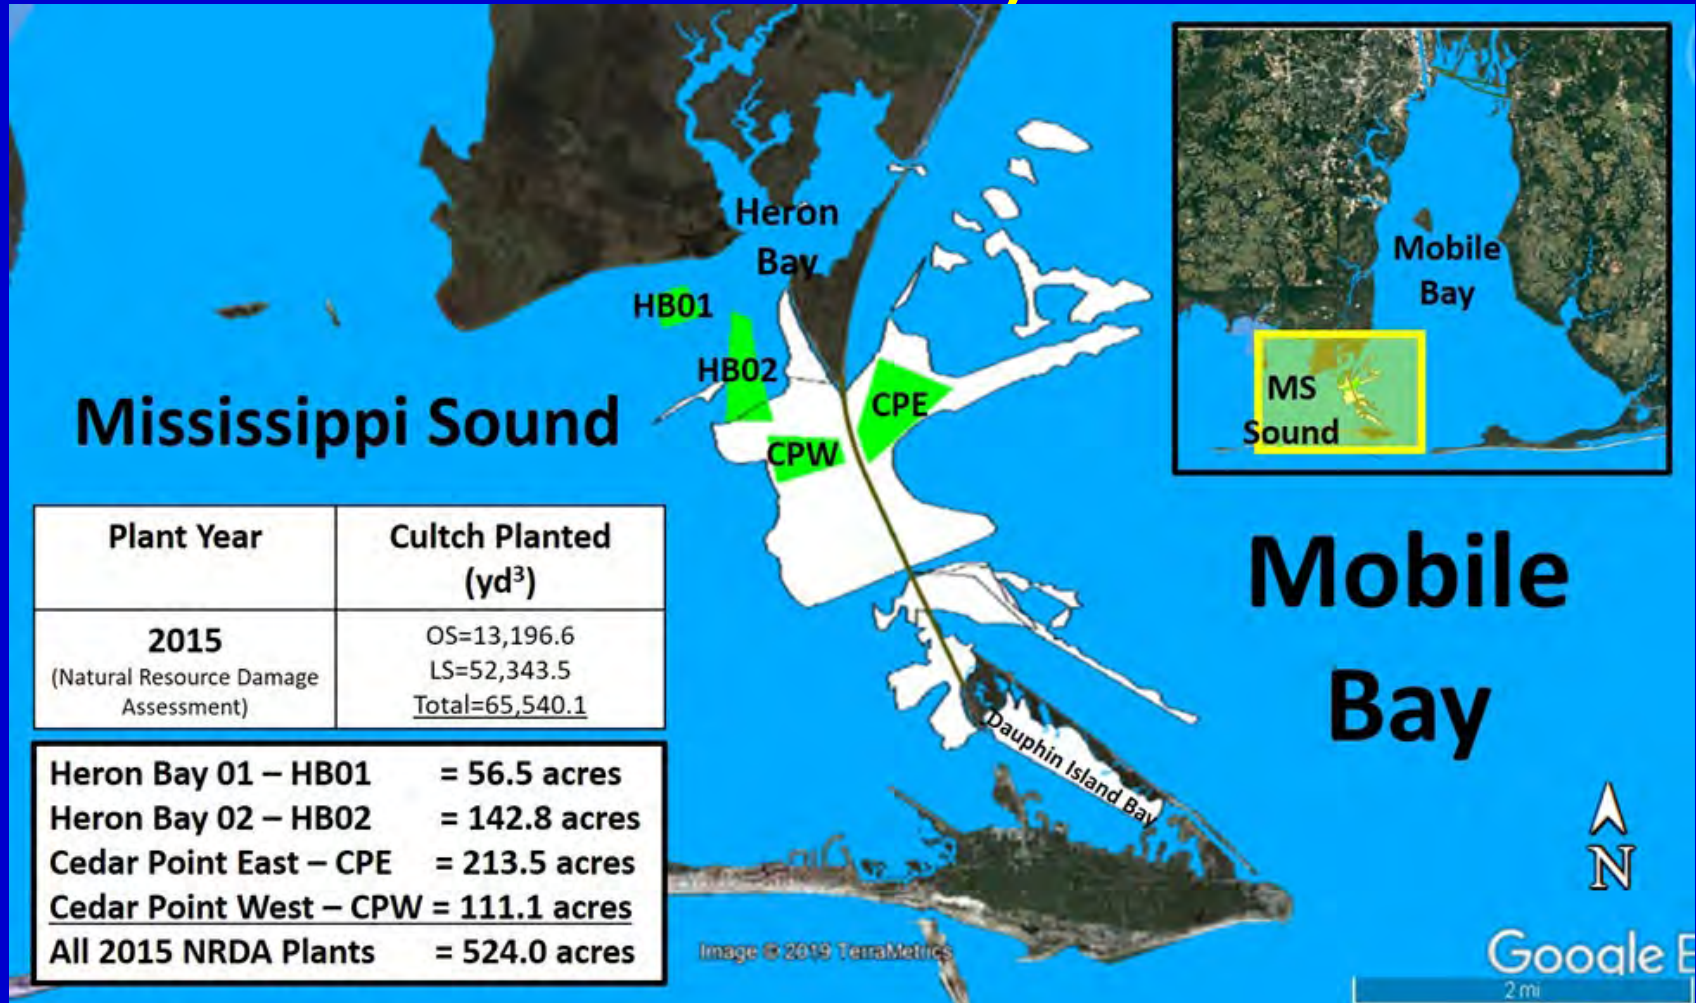 Heron
Bay
HB01
HB02
CPE
CPW
Mississippi Sound
Mobile
Bay
MS
Sound
Mobile
Bay
Dauphin Island Bay
Plant Year
Cultch Planted
(yd³)
2015
(Natural Resource Damage
Assessment)
OS=13,196.6
LS=52,343.5
Total=65,540.1
Heron Bay 01 – HB01 = 56.5 acres
Heron Bay 02 – HB02 = 142.8 acres
Cedar Point East – CPE = 213.5 acres
Cedar Point West – CPW = 111.1 acres
All 2015 NRDA Plants = 524.0 acres
Image © 2019 TerraMetrics
N
Google E
2 mi